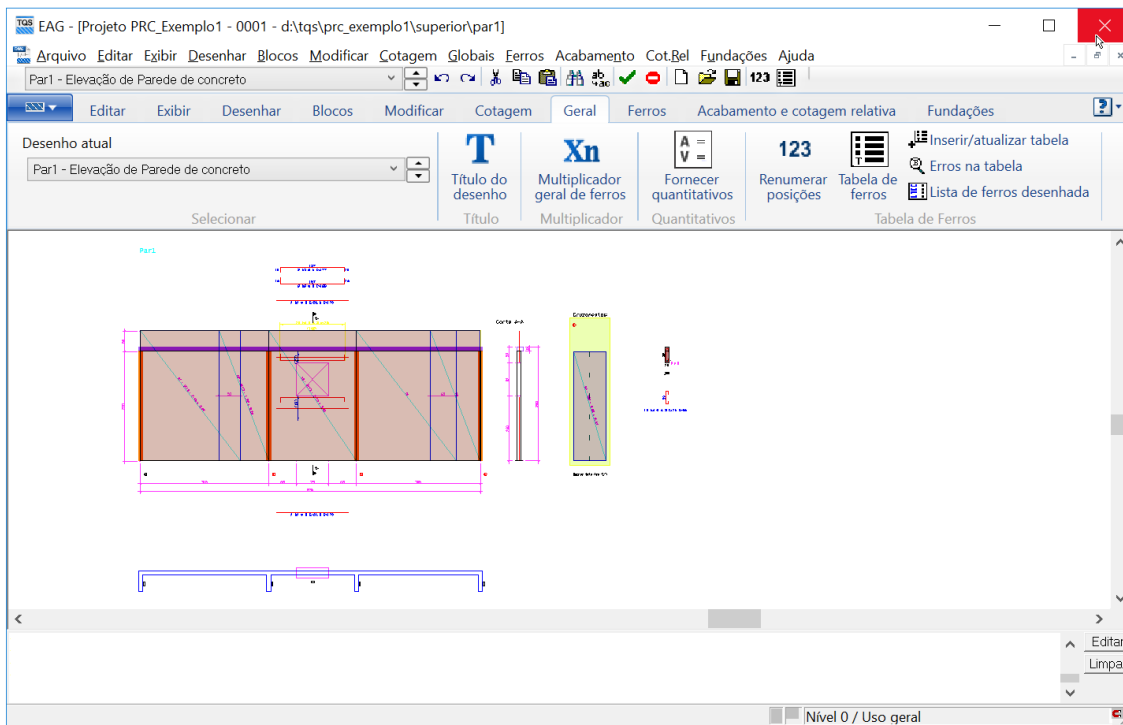 TQS EAG - [Projeto PRC_Exemplo1 - 0001 - d:\tqs\prc_exemplo1\superior\par1]
Arquivo Editar Exibir Desenhar Blocos Modificar Cotagem Globais Ferros Acabamento Cot.Rel Fundações Ajuda
Par1 - Elevação de Parede de concreto 123
Editar Exibir Desenhar Blocos Modificar Cotagem Geral Ferros Acabamento e cotagem relativa Fundações ?
Desenho atual
Par1 - Elevação de Parede de concreto
Selecionar
T
Título do
desenho
Título
Xn
Multiplicador
geral de ferros
Multiplicador
A =
V =
Fornecer
quantitativos
Quantitativos
123
Renumerar
posições
Tabela de
ferros
Inserir/atualizar tabela
Erros na tabela
Lista de ferros desenhada
Tabela de Ferros
Par1
Corte A-A
Editar
Limpa
Nível 0 / Uso geral